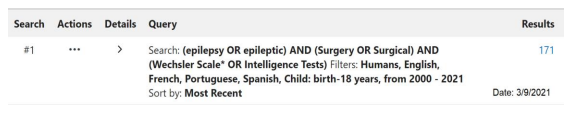 Search Actions Details Query Results
#1 ••• > Search: (epilepsy OR epileptic) AND (Surgery OR Surgical) AND 171
(Wechsler Scale* OR Intelligence Tests) Filters: Humans, English,
French, Portuguese, Spanish, Child: birth-18 years, from 2000 - 2021
Sort by: Most Recent Date: 3/9/2021